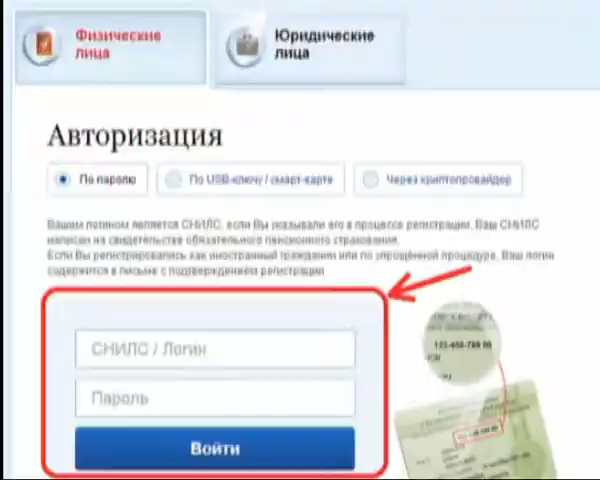 Физические
лица
Юридические
лица
Авторизация
По паролю
По USB-ключу / смарт-карте
Через криптопровайдер
Вашим логином является СНИЛС, если Вы указывали его в процессе регистрации. Ваш СНИЛС
написан на свидетельстве обязательного пенсионного страхования.
Если Вы регистрировались как иностранный гражданин или по упрощённой процедуре, Ваш логин
содержится в письме с подтверждением регистрации
СНИЛС / Логин
Пароль
Войти